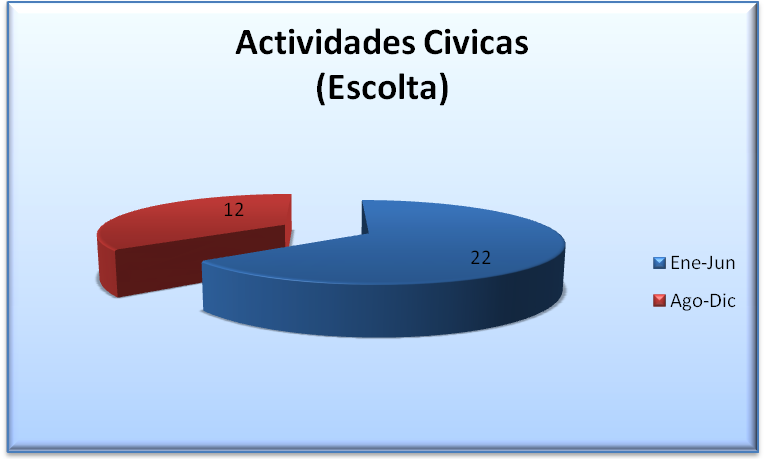 Actividades Civicas
(Escolta)
12
22
Ene-Jun
Ago-Dic